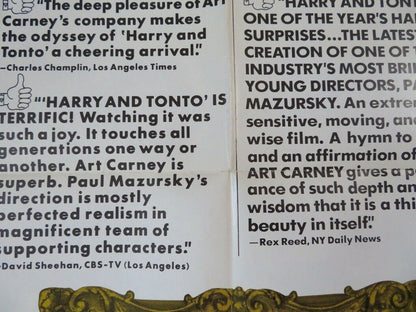 "The deep pleasure of Art
Carney's company makes
the odyssey of 'Harry and
Tonto' a cheering arrival."
—Charles Champlin, Los Angeles Times
"'HARRY AND TONTO' IS
TERRIFIC! Watching it was
such a joy. It touches all
generations one way or
another. Art Carney is
superb. Paul Mazursky's
direction is mostly
perfected realism in
magnificent team of
supporting characters."
—David Sheehan, CBS-TV (Los Angeles)
"'HARRY AND TONTO'
ONE OF THE YEAR'S HA
SURPRISES...THE LATES
CREATION OF ONE OF T
INDUSTRY'S MOST BRI
YOUNG DIRECTORS, PA
MAZURSKY. An extrem
sensitive, moving, and
wise film. A hymn to
and an affirmation of
ART CARNEY gives a p
ance of such depth and
wisdom that it is a thi
beauty in itself."
—Rex Reed, NY Daily News